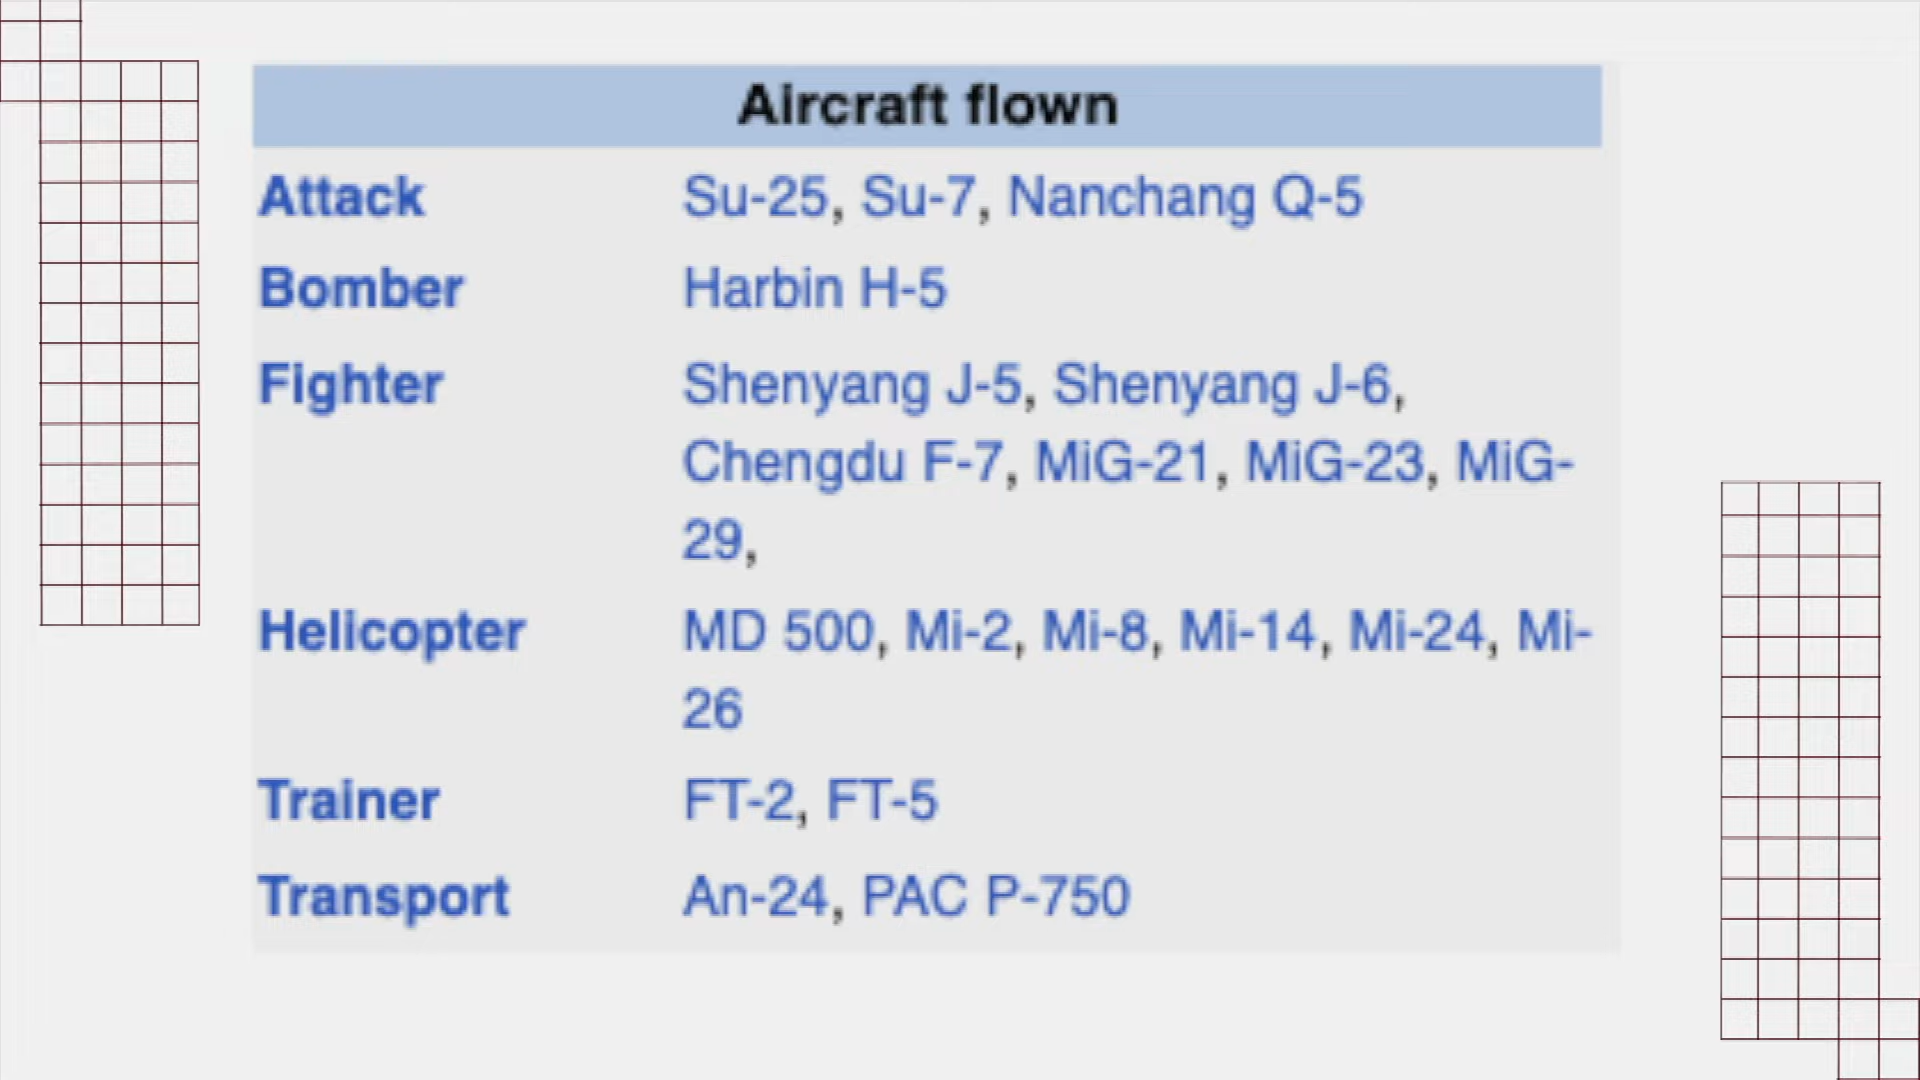 Aircraft flown
Attack Su-25, Su-7, Nanchang Q-5
Bomber Harbin H-5
Fighter Shenyang J-5, Shenyang J-6,
Chengdu F-7, MiG-21, MiG-23, MiG-
29,
Helicopter MD 500, Mi-2, Mi-8, Mi-14, Mi-24, Mi-
26
Trainer FT-2, FT-5
Transport An-24, PAC P-750